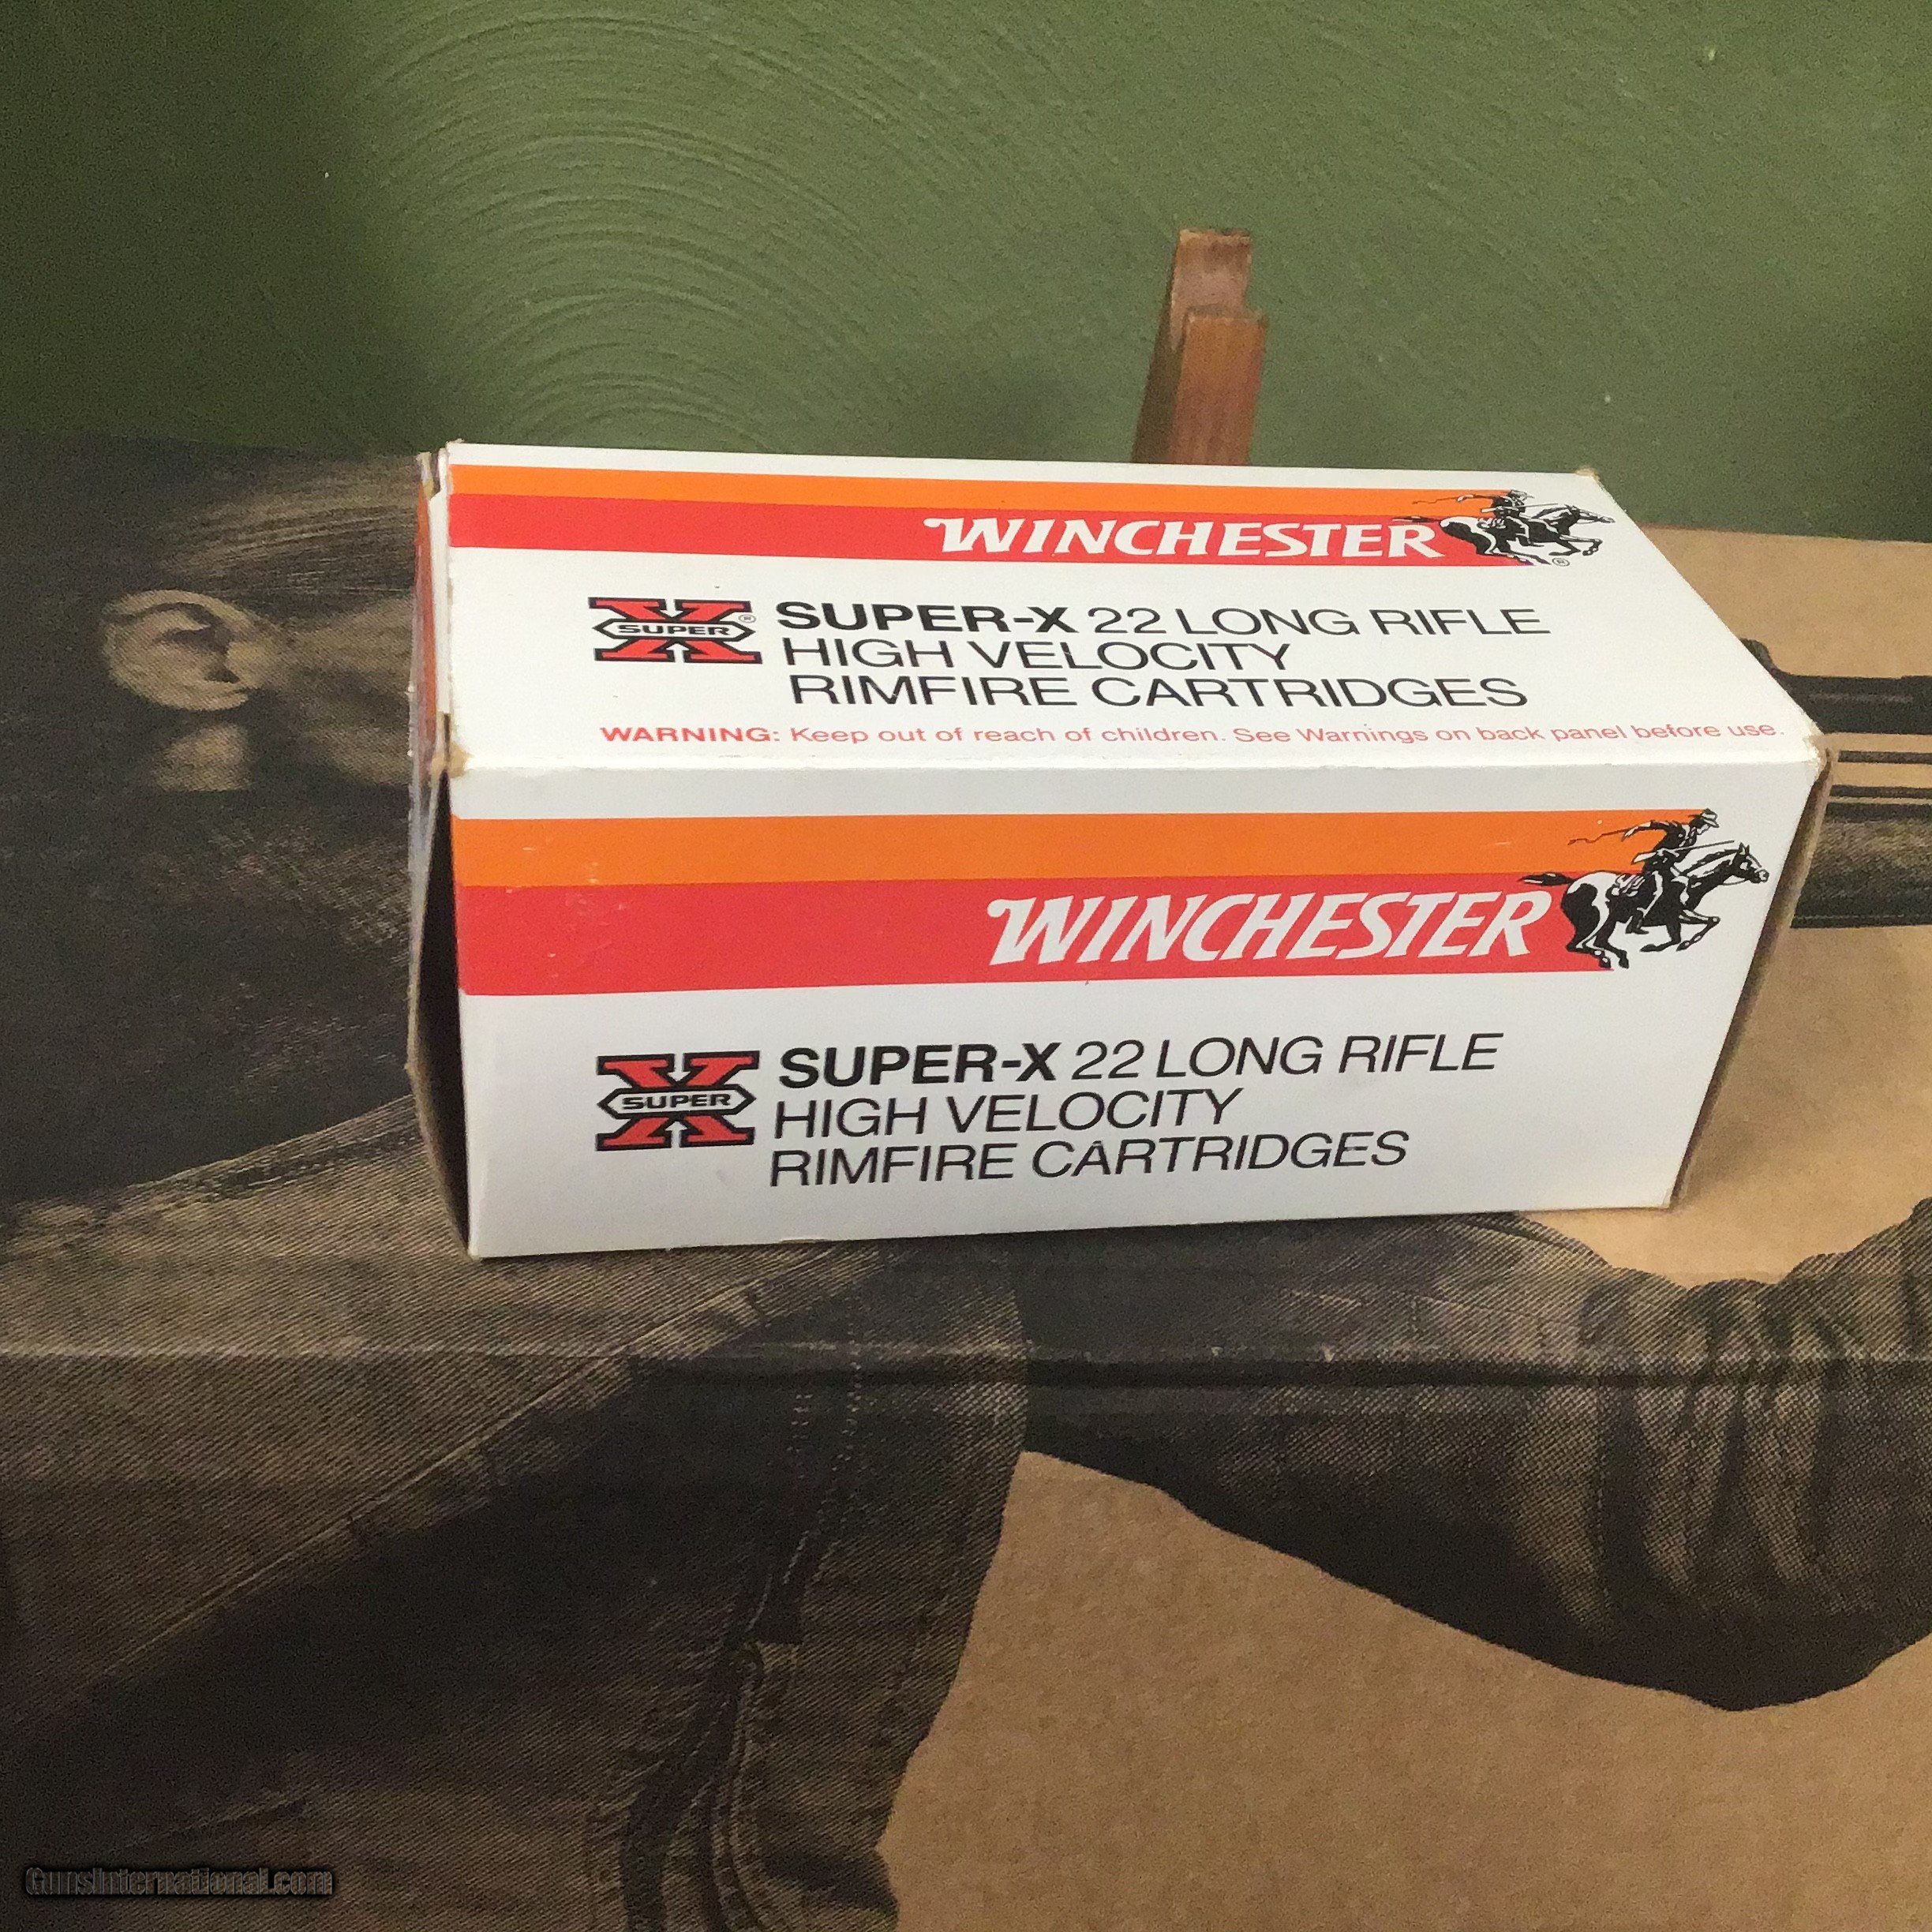 WINCHESTER
®
SUPER ®
SUPER-X 22 LONG RIFLE
HIGH VELOCITY
RIMFIRE CARTRIDGES
WARNING: Keep out of reach of children. See Warnings on back panel before use.
WINCHESTER
SUPER
SUPER-X 22 LONG RIFLE
HIGH VELOCITY
RIMFIRE CARTRIDGES
GunsInternational.com